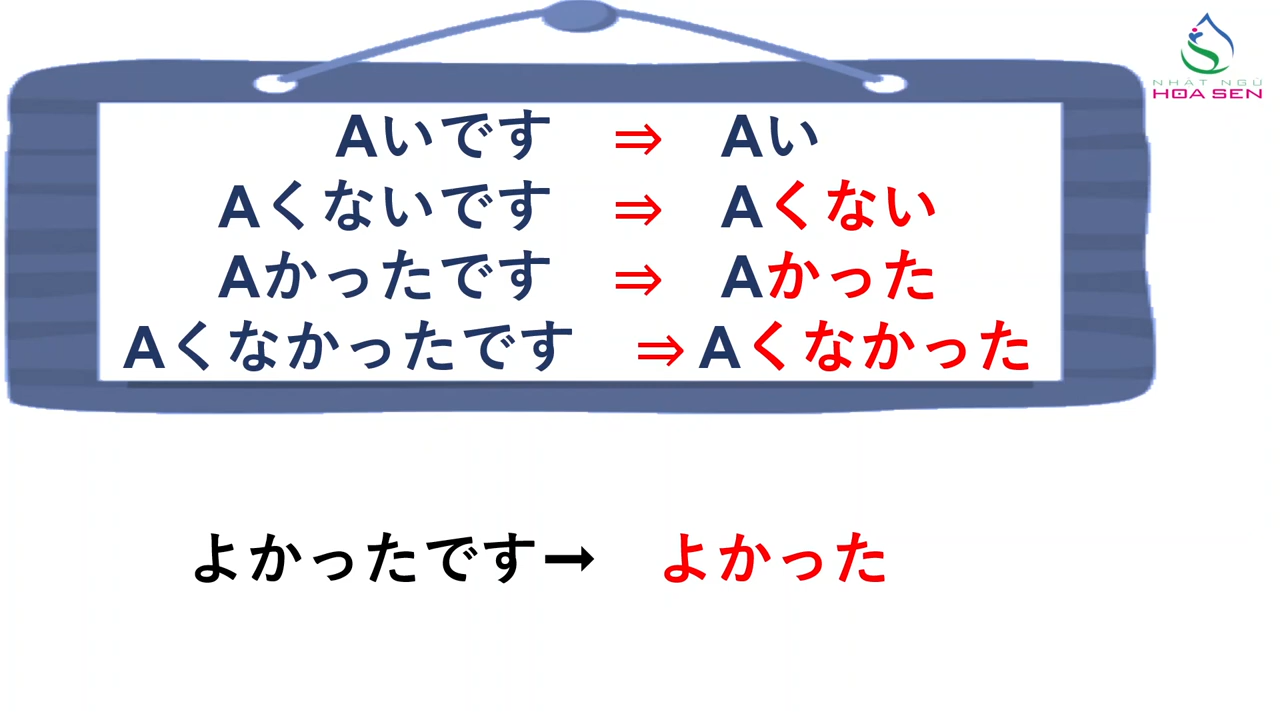 NHẬT NGỮ
HOA SEN
Aいです ⇒ Aい
Aくないです ⇒ Aくない
Aかったです ⇒ Aかった
Aくなかったです ⇒ Aくなかった
よかったです→ よかった